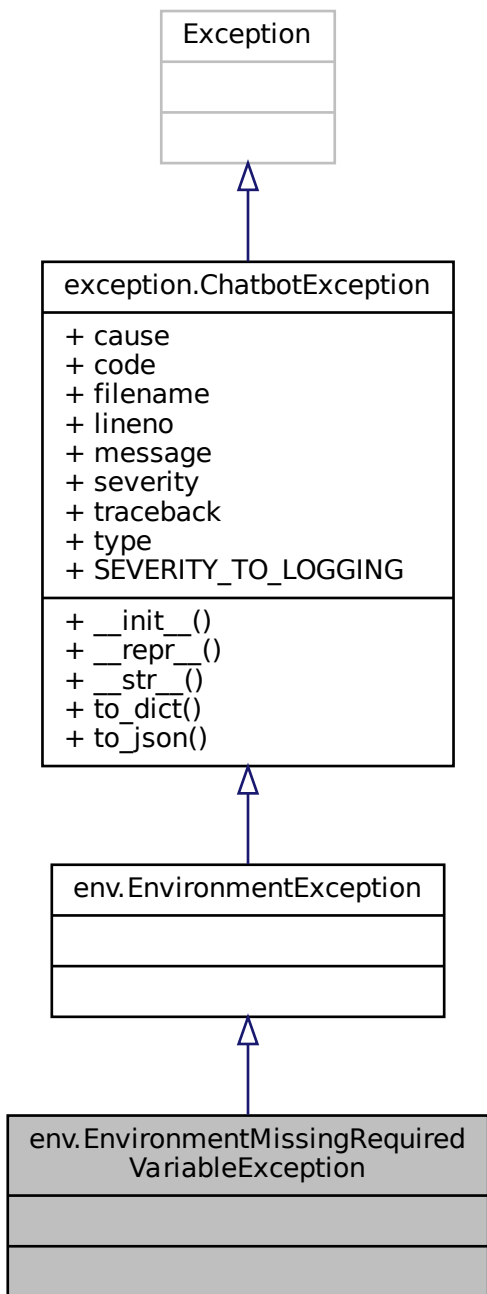 Exception
exception.ChatbotException
+ cause
+ code
+ filename
+ lineno
+ message
+ severity
+ traceback
+ type
+ SEVERITY_TO_LOGGING
+ __init__()
+ __repr__()
+ __str__()
+ to_dict()
+ to_json()
env.EnvironmentException
env.EnvironmentMissingRequired
VariableException